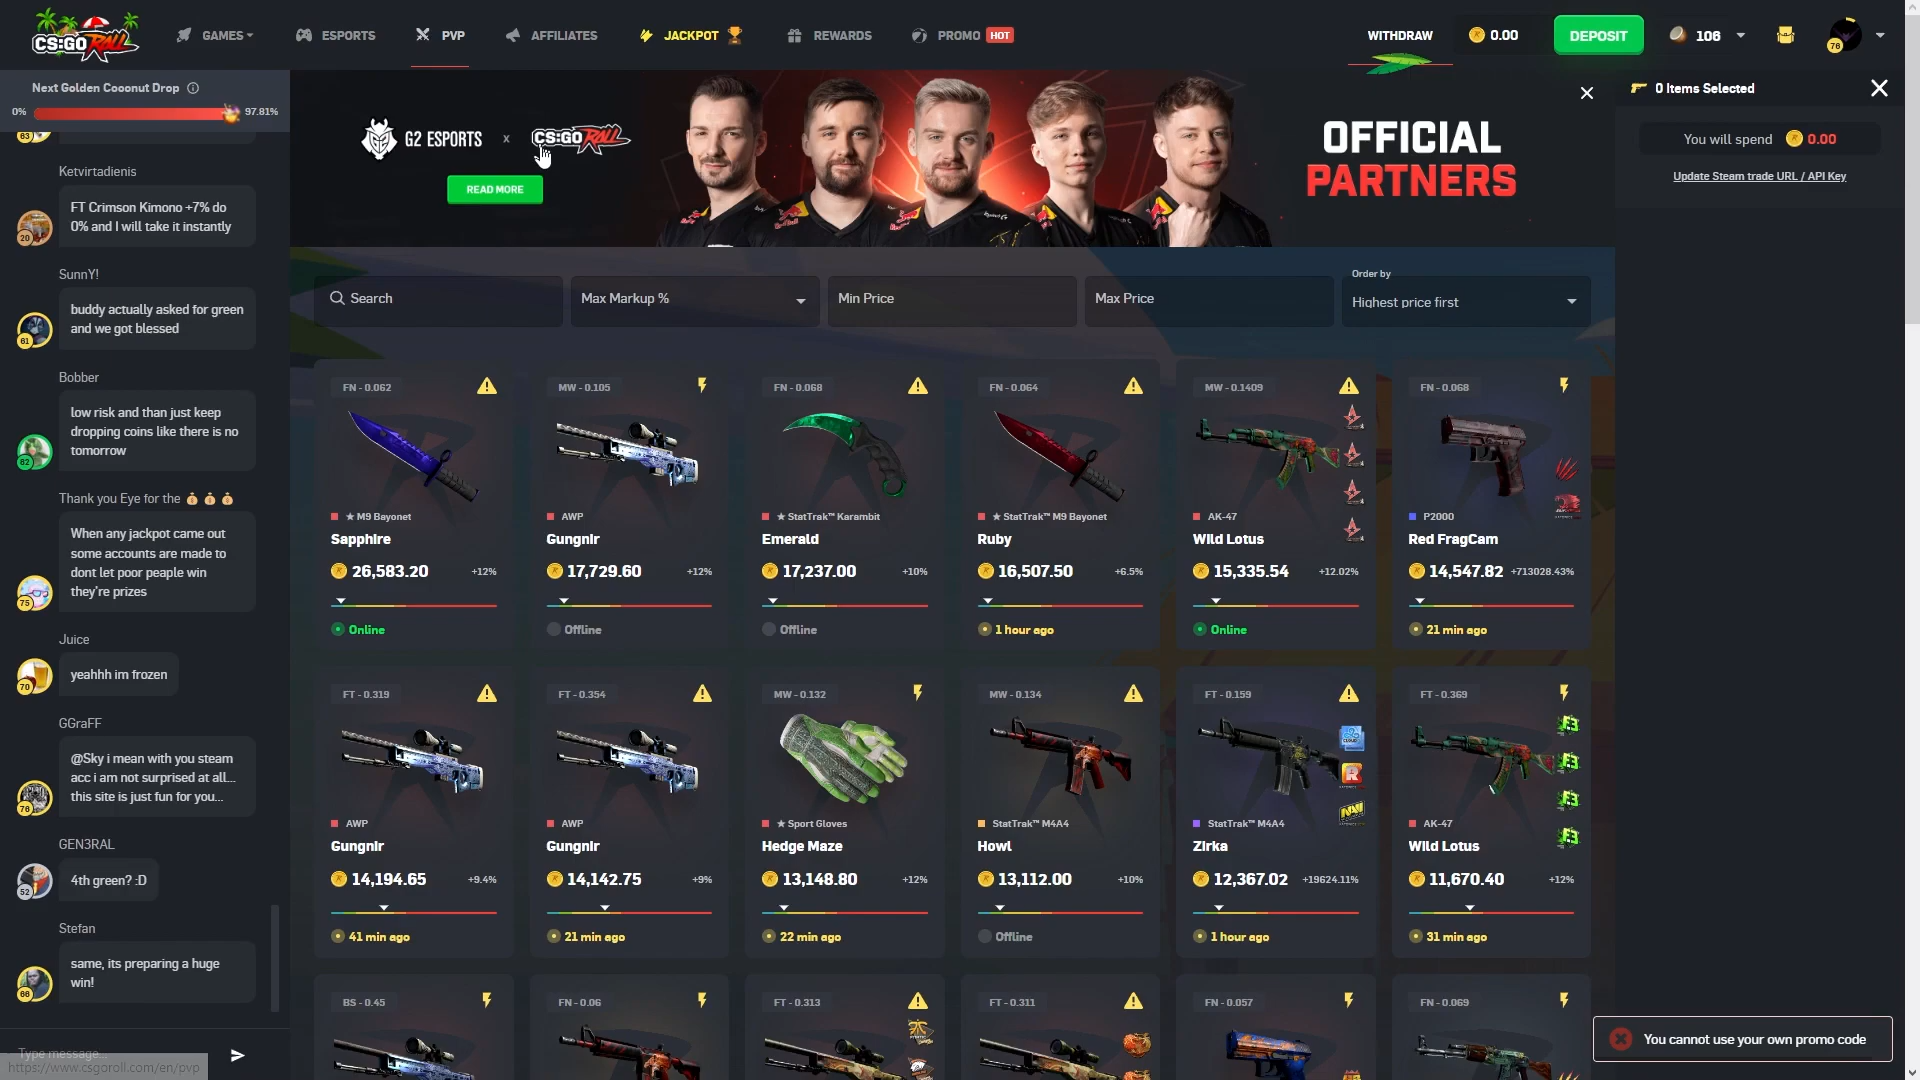 CS:GO ROLL
GAMES
ESPORTS
PVP
AFFILIATES
JACKPOT
REWARDS
PROMO HOT
WITHDRAW
0.00
DEPOSIT
106
76
Next Golden Coconut Drop
0%
97.81%
63
Ketvirtadienis
FT Crimson Kimono +7% do
0% and I will take it instantly
20
SunnY!
buddy actually asked for green
and we got blessed
61
Bobber
low risk and than just keep
dropping coins like there is no
tomorrow
82
Thank you Eye for the
When any jackpot came out
some accounts are made to
dont let poor peaple win
they're prizes
75
Juice
yeahhh im frozen
70
GGraFF
@Sky i mean with you steam
acc i am not surprised at all...
this site is just fun for you...
76
GEN3RAL
4th green? :D
52
Stefan
same, its preparing a huge
win!
66
Type message...
https://www.csgoroll.com/en/pvp
G2 ESPORTS x CS:GO ROLL
READ MORE
OFFICIAL
PARTNERS
Search
Max Markup %
Min Price
Max Price
Order by
Highest price first
FN - 0.062
★ M9 Bayonet
Sapphire
26,583.20 +12%
Online
MW - 0.105
AWP
Gungnir
17,729.60 +12%
Offline
FN - 0.068
★ StatTrak™ Karambit
Emerald
17,237.00 +10%
Offline
FN - 0.064
★ StatTrak™ M9 Bayonet
Ruby
16,507.50 +6.5%
1 hour ago
MW - 0.1409
AK-47
Wild Lotus
15,335.54 +12.02%
Online
FN - 0.068
P2000
Red FragCam
14,547.82 +713028.43%
21 min ago
FT - 0.319
AWP
Gungnir
14,194.65 +9.4%
41 min ago
FT - 0.354
AWP
Gungnir
14,142.75 +9%
21 min ago
MW - 0.132
★ Sport Gloves
Hedge Maze
13,148.80 +12%
22 min ago
MW - 0.134
StatTrak™ M4A4
Howl
13,112.00 +10%
Offline
FT - 0.159
StatTrak™ M4A4
Zirka
12,367.02 +19624.11%
1 hour ago
FT - 0.369
AK-47
Wild Lotus
11,670.40 +12%
31 min ago
BS - 0.45
FN - 0.06
FT - 0.313
FT - 0.311
FN - 0.057
FN - 0.069
0 Items Selected
You will spend 0.00
Update Steam trade URL / API Key
You cannot use your own promo code